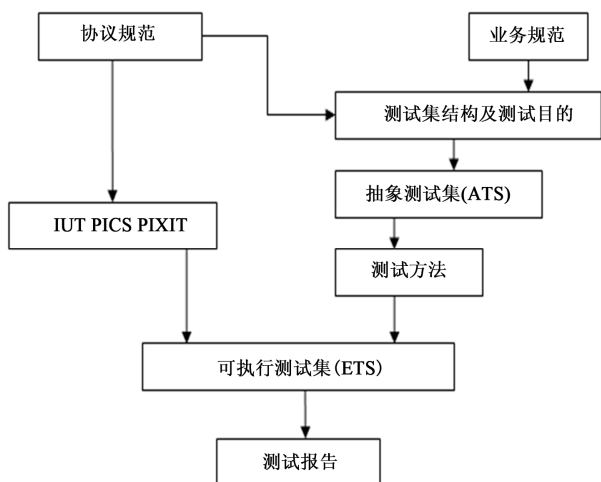 协议规范
业务规范
测试集结构及测试目的
抽象测试集(ATS)
IUT PICS PIXIT
测试方法
可执行测试集(ETS)
测试报告